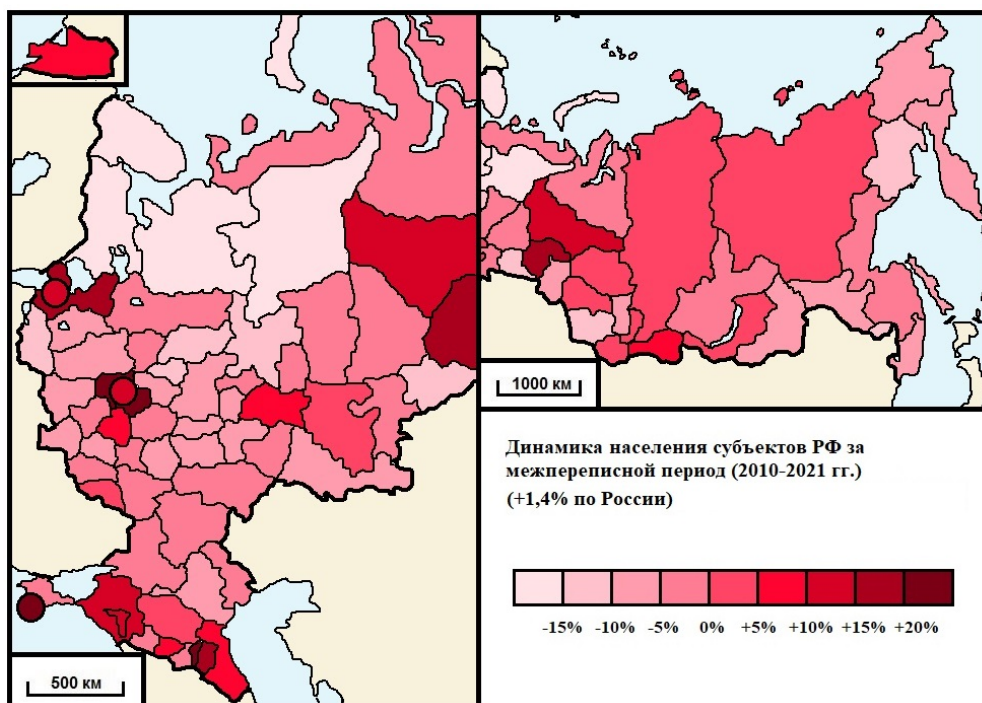 1000 км
500 км
Динамика населения субъектов РФ за
межпереписной период (2010-2021 гг.)
(+1,4% по России)
-15% -10% -5% 0% +5% +10% +15% +20%